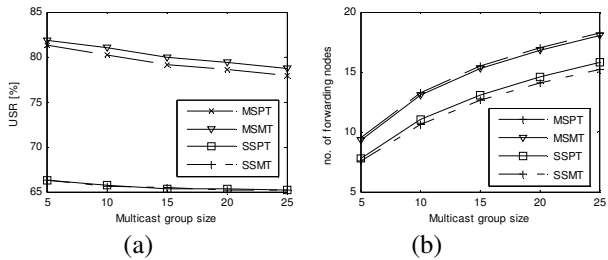 85
80
75
70
65
5 10 15 20 25
USR [%]
Multicast group size
MSPT
MSMT
SSPT
SSMT
(a)
20
15
10
5
5 10 15 20 25
no. of forwarding nodes
Multicast group size
MSPT
MSMT
SSPT
SSMT
(b)